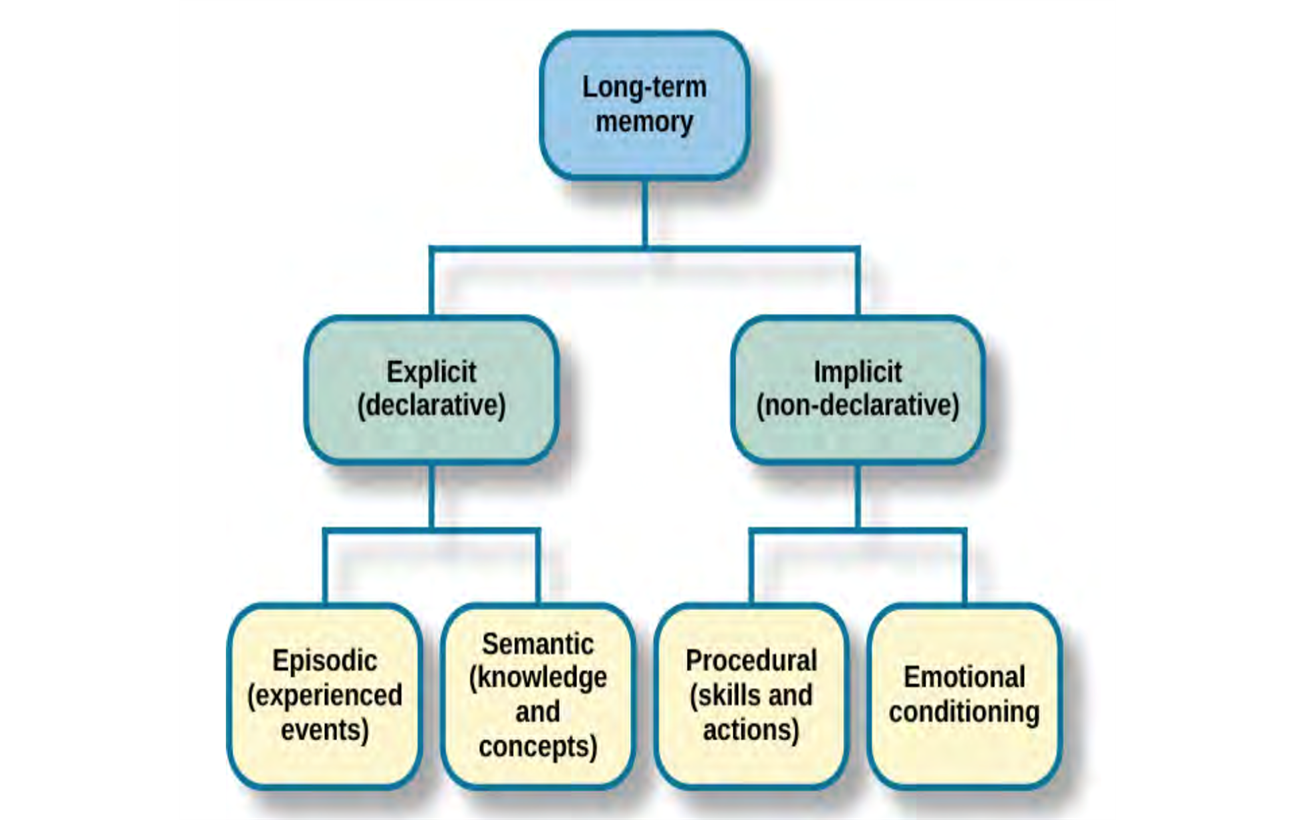 Long-term
memory
Explicit
(declarative)
Implicit
(non-declarative)
Episodic
(experienced
events)
Semantic
(knowledge
and
concepts)
Procedural
(skills and
actions)
Emotional
conditioning